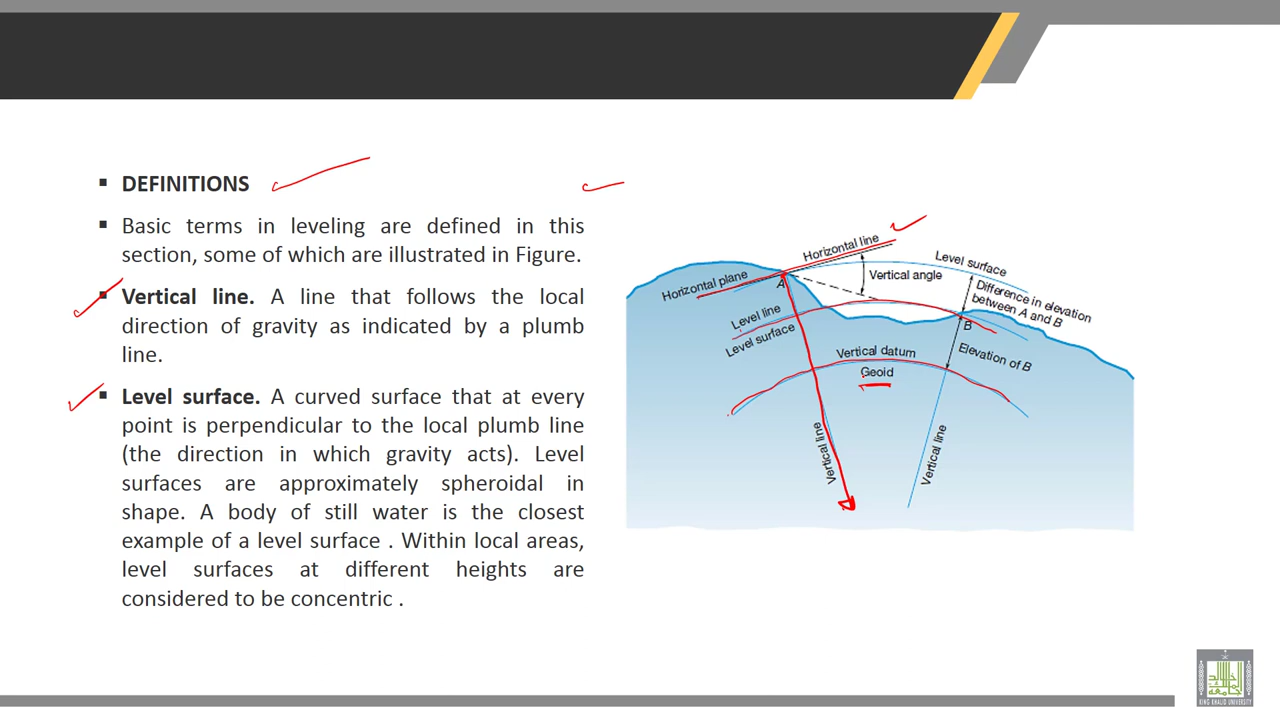 DEFINITIONS
Basic terms in leveling are defined in this
section, some of which are illustrated in Figure.
Vertical line. A line that follows the local
direction of gravity as indicated by a plumb
line.
Level surface. A curved surface that at every
point is perpendicular to the local plumb line
(the direction in which gravity acts). Level
surfaces are approximately spheroidal in
shape. A body of still water is the closest
example of a level surface . Within local areas,
level surfaces at different heights are
considered to be concentric .
Horizontal line
Level surface
Horizontal plane
A
Vertical angle
Difference in elevation
between A and B
Level line
Level surface
B
Vertical datum
Geoid
Elevation of B
Vertical line
Vertical line
KING KHALID UNIVERSITY